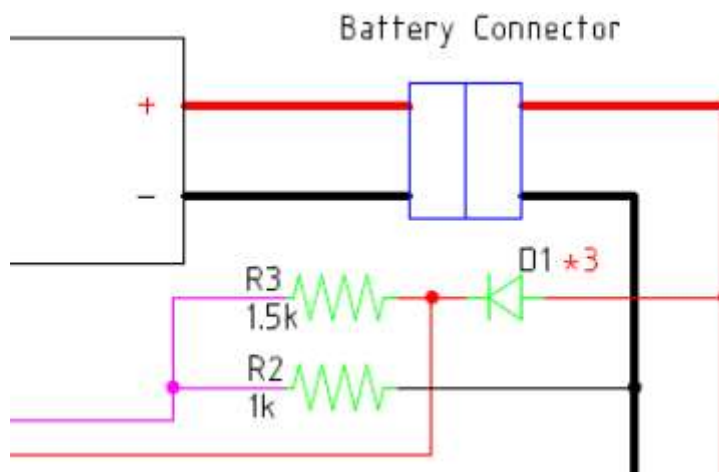 Battery Connector
+
−
D1 *3
R3
1.5k
R2
1k